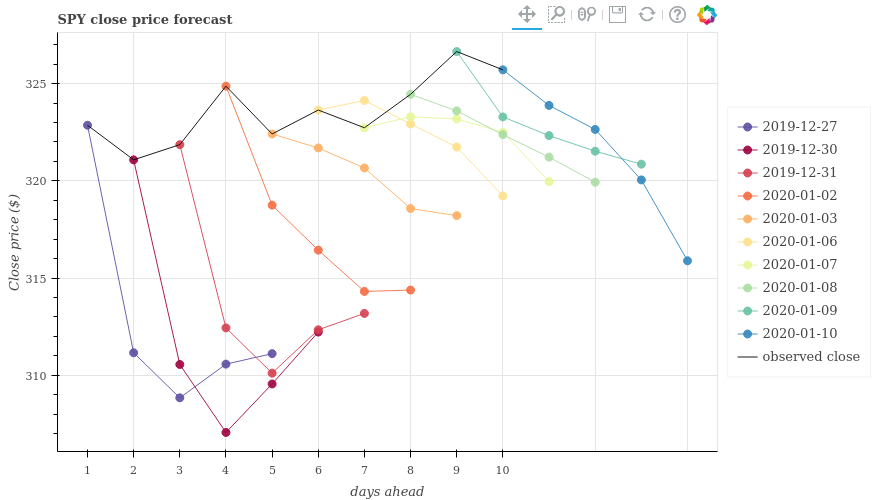 SPY close price forecast
Close price ($)
325
320
315
310
1 2 3 4 5 6 7 8 9 10
days ahead
2019-12-27
2019-12-30
2019-12-31
2020-01-02
2020-01-03
2020-01-06
2020-01-07
2020-01-08
2020-01-09
2020-01-10
observed close